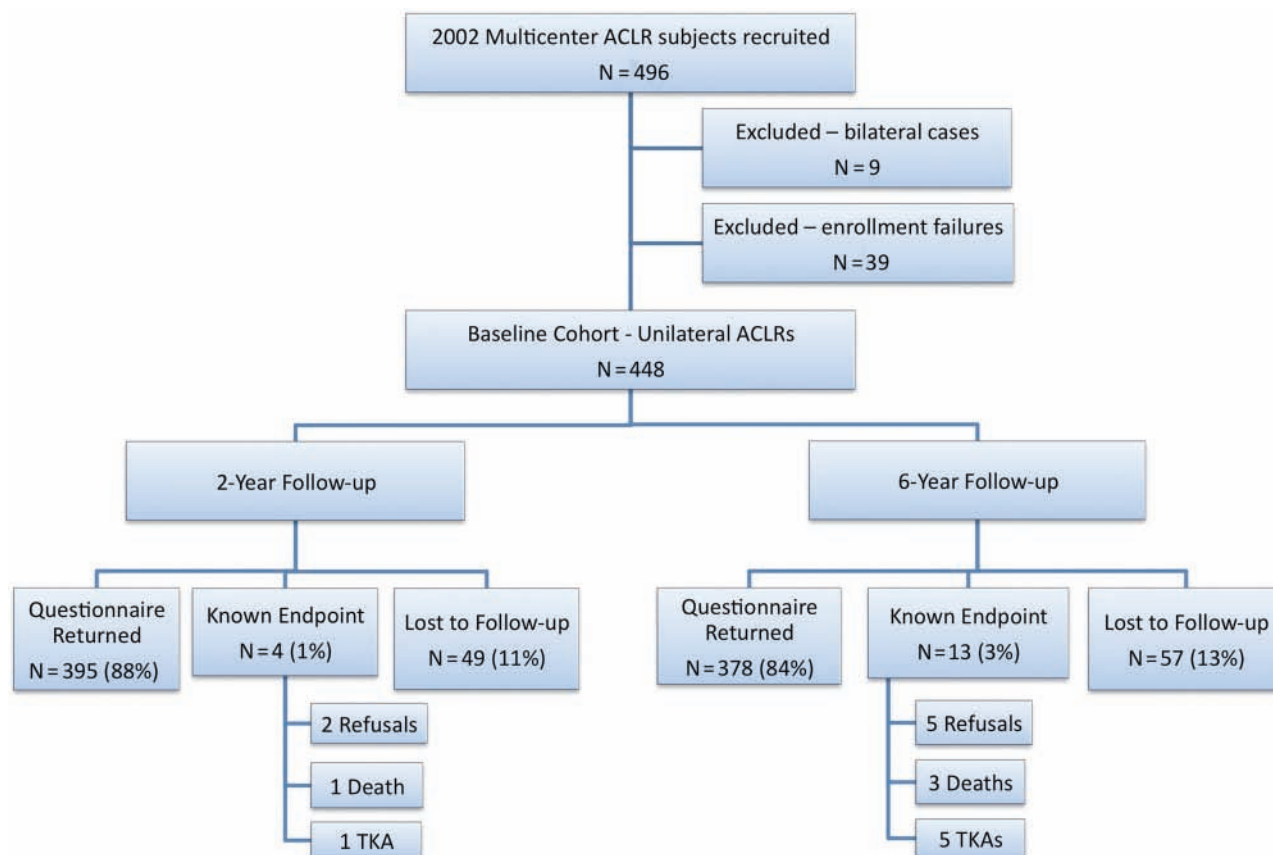 2002 Multicenter ACLR subjects recruited
N = 496
Excluded – bilateral cases
N = 9
Excluded – enrollment failures
N = 39
Baseline Cohort - Unilateral ACLRs
N = 448
2-Year Follow-up
6-Year Follow-up
Questionnaire
Returned
N = 395 (88%)
Known Endpoint
N = 4 (1%)
Lost to Follow-up
N = 49 (11%)
2 Refusals
1 Death
1 TKA
Questionnaire
Returned
N = 378 (84%)
Known Endpoint
N = 13 (3%)
Lost to Follow-up
N = 57 (13%)
5 Refusals
3 Deaths
5 TKAs